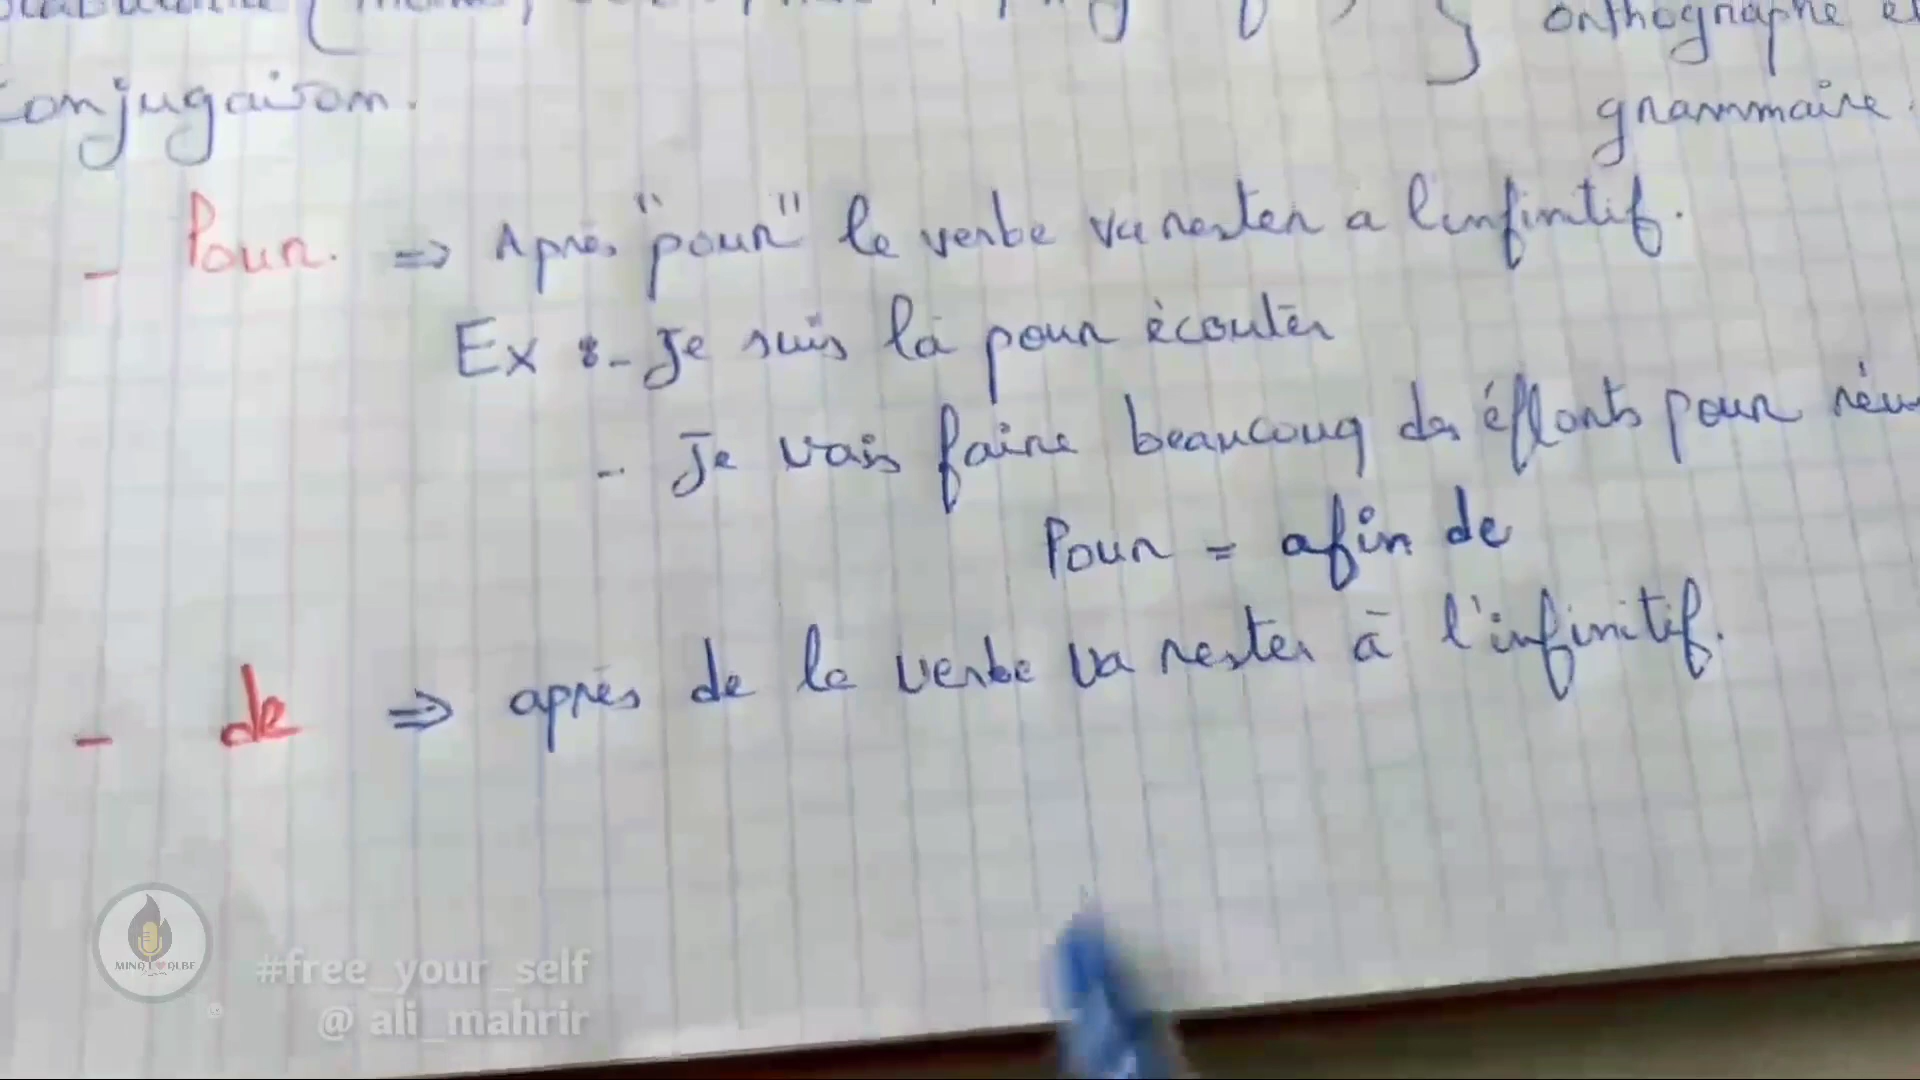 orthographe et
Conjugaison.
grammaire.
- Pour. => Après "pour" le verbe va rester a l'infinitif.
Ex :- Je suis là pour écouter
- Je vais faire beaucoup des éfforts pour
Pour = afin de
- de => après de le verbe va rester à l'infinitif.
#free_your_self
@ ali_mahrir